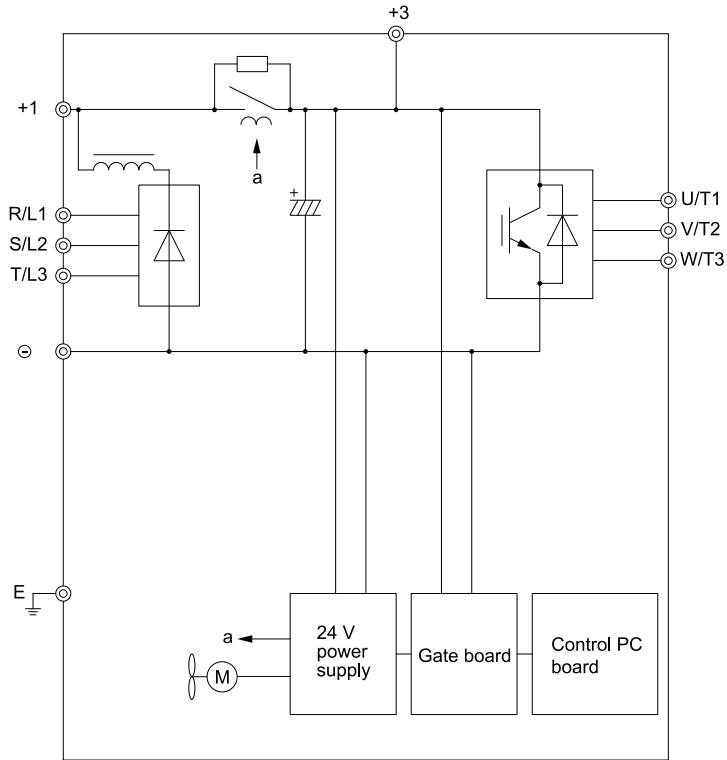 +3
+1
a
+
R/L1
S/L2
T/L3
U/T1
V/T2
W/T3
⊖
E
a
M
24 V
power
supply
Gate board
Control PC
board